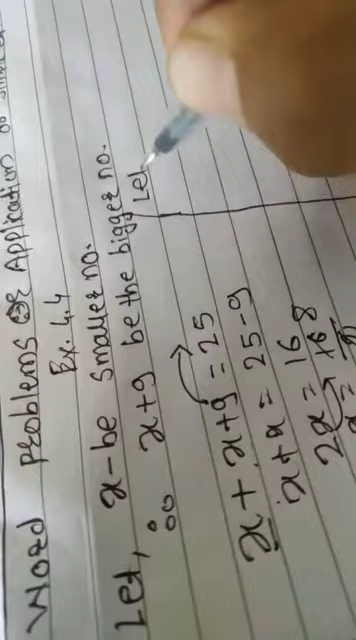 Word Problems or Application o
Ex. 4.4
Let, x-be smaller no.
∴ x+9 be the bigger no.
Let
x + x+9 = 25
x+x = 25-9
2x = 16